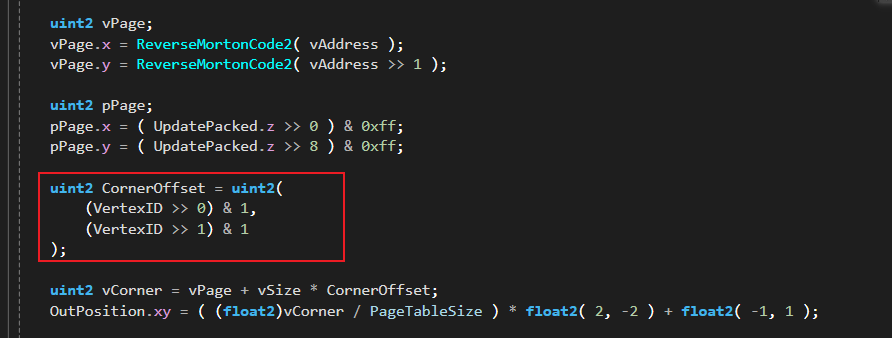 uint2 vPage;
vPage.x = ReverseMortonCode2( vAddress );
vPage.y = ReverseMortonCode2( vAddress >> 1 );
uint2 pPage;
pPage.x = ( UpdatePacked.z >> 0 ) & 0xff;
pPage.y = ( UpdatePacked.z >> 8 ) & 0xff;
uint2 CornerOffset = uint2(
(VertexID >> 0) & 1,
(VertexID >> 1) & 1
);
uint2 vCorner = vPage + vSize * CornerOffset;
OutPosition.xy = ( (float2)vCorner / PageTableSize ) * float2( 2, -2 ) + float2( -1, 1 );